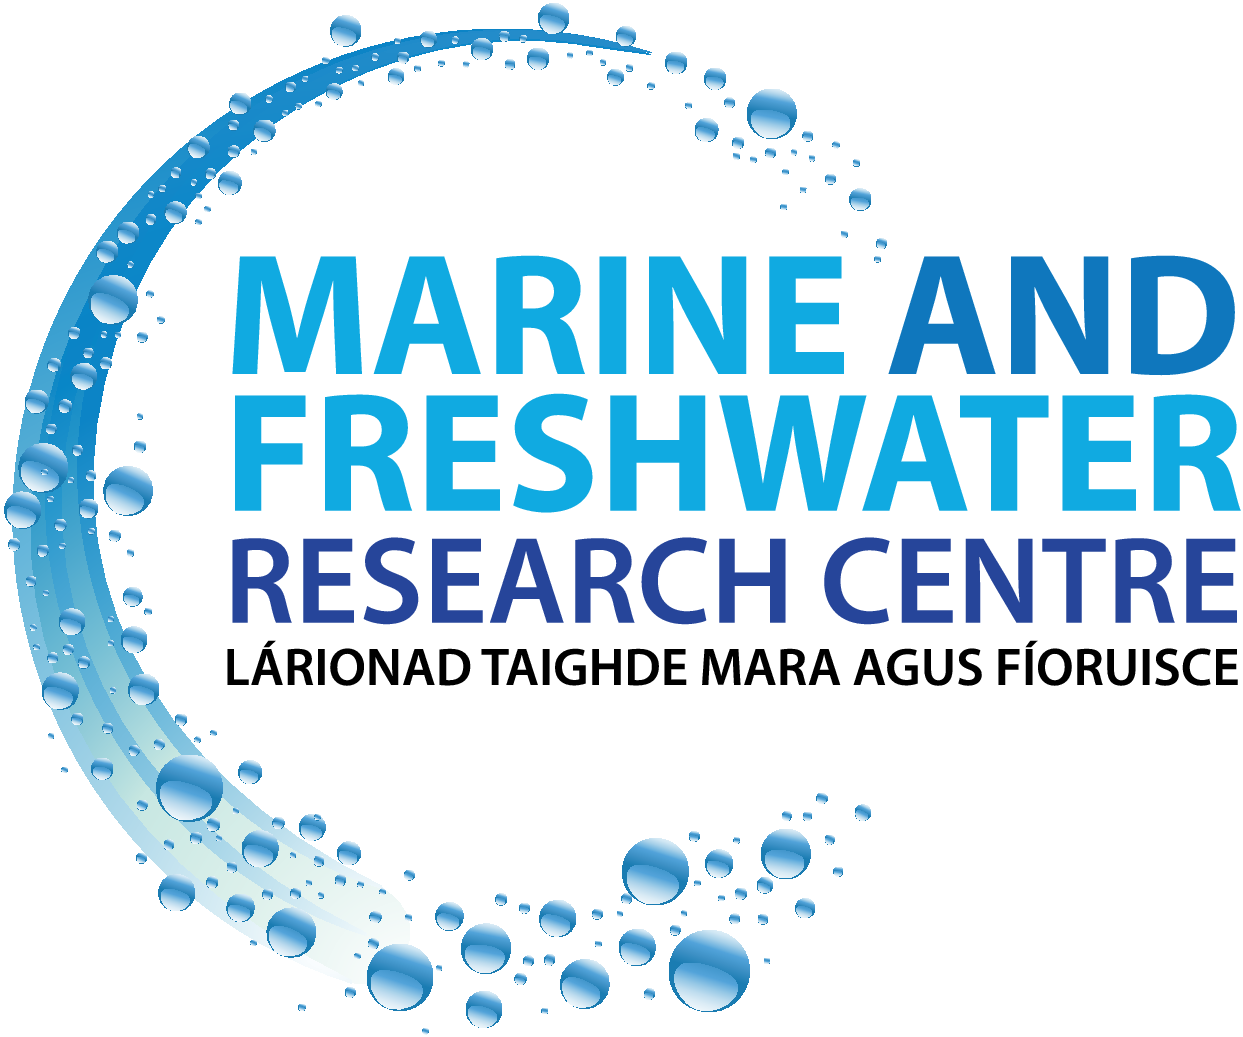 MARINE AND
FRESHWATER
RESEARCH CENTRE
LÁRIONAD TAIGHDE MARA AGUS FÍORUISCE